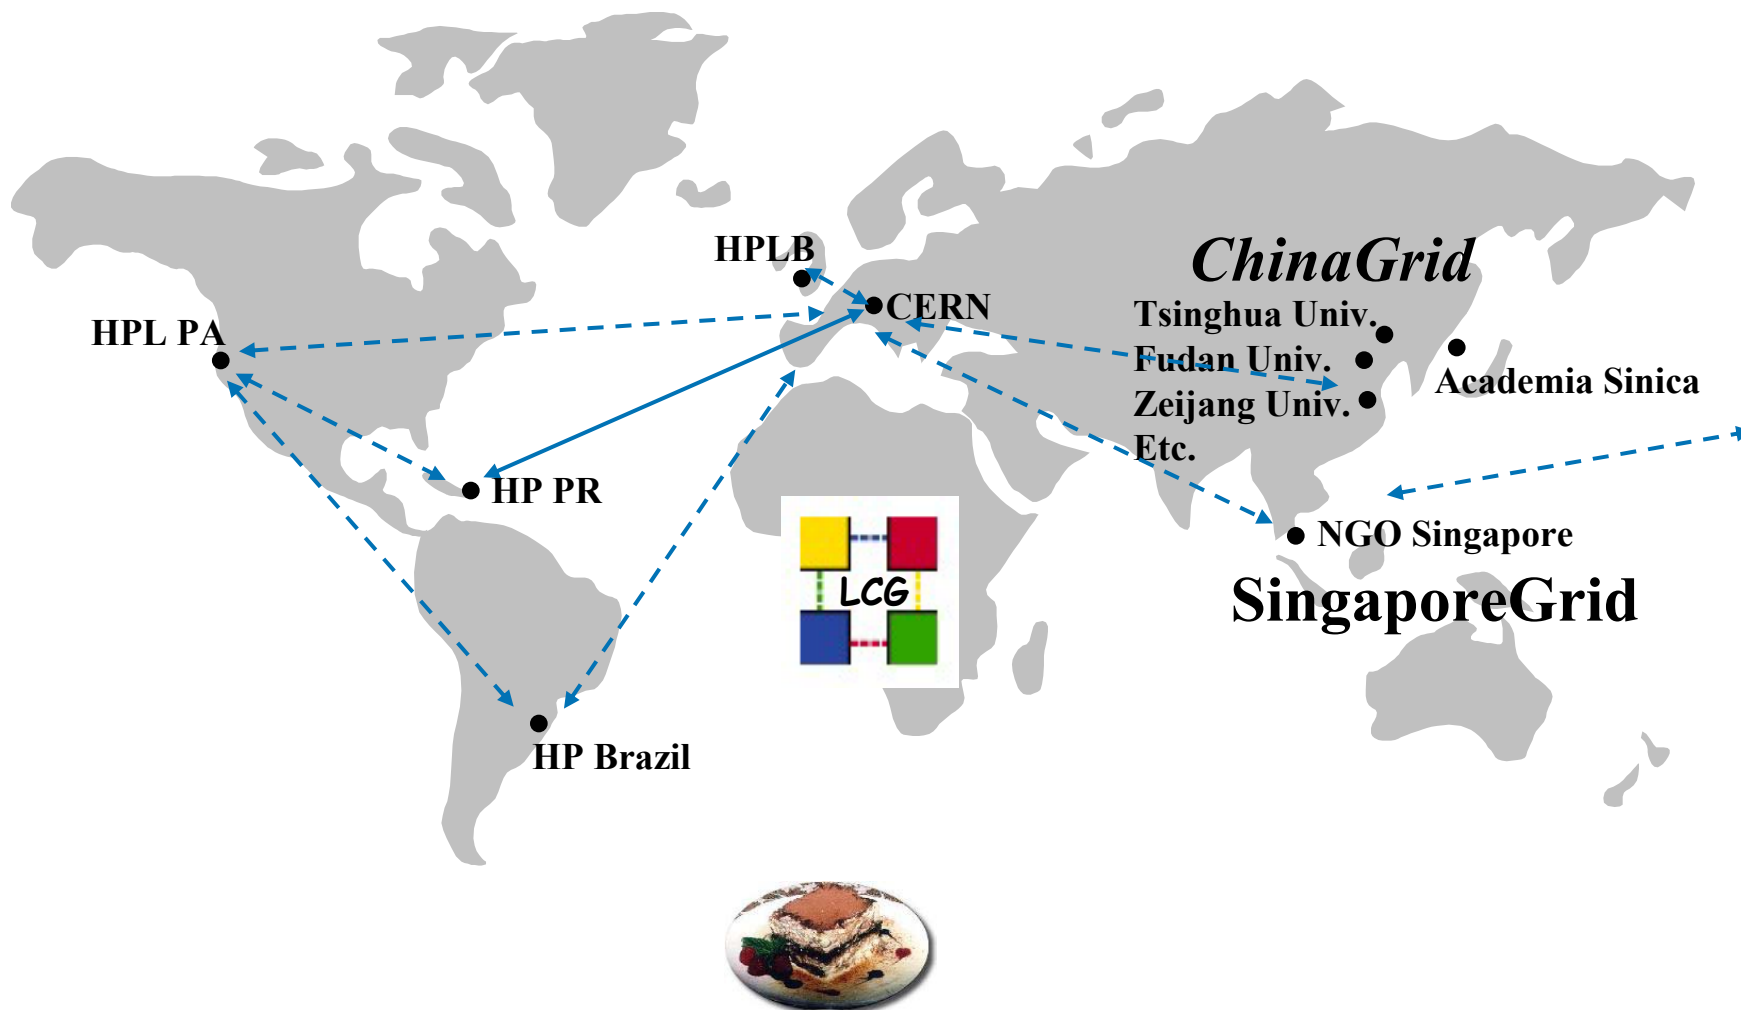 HPLB
ChinaGrid
CERN
Tsinghua Univ.
HPL PA
Fudan Univ.
Academia Sinica
Zeijang Univ.
Etc.
HP PR
NGO Singapore
LCG
SingaporeGrid
HP Brazil